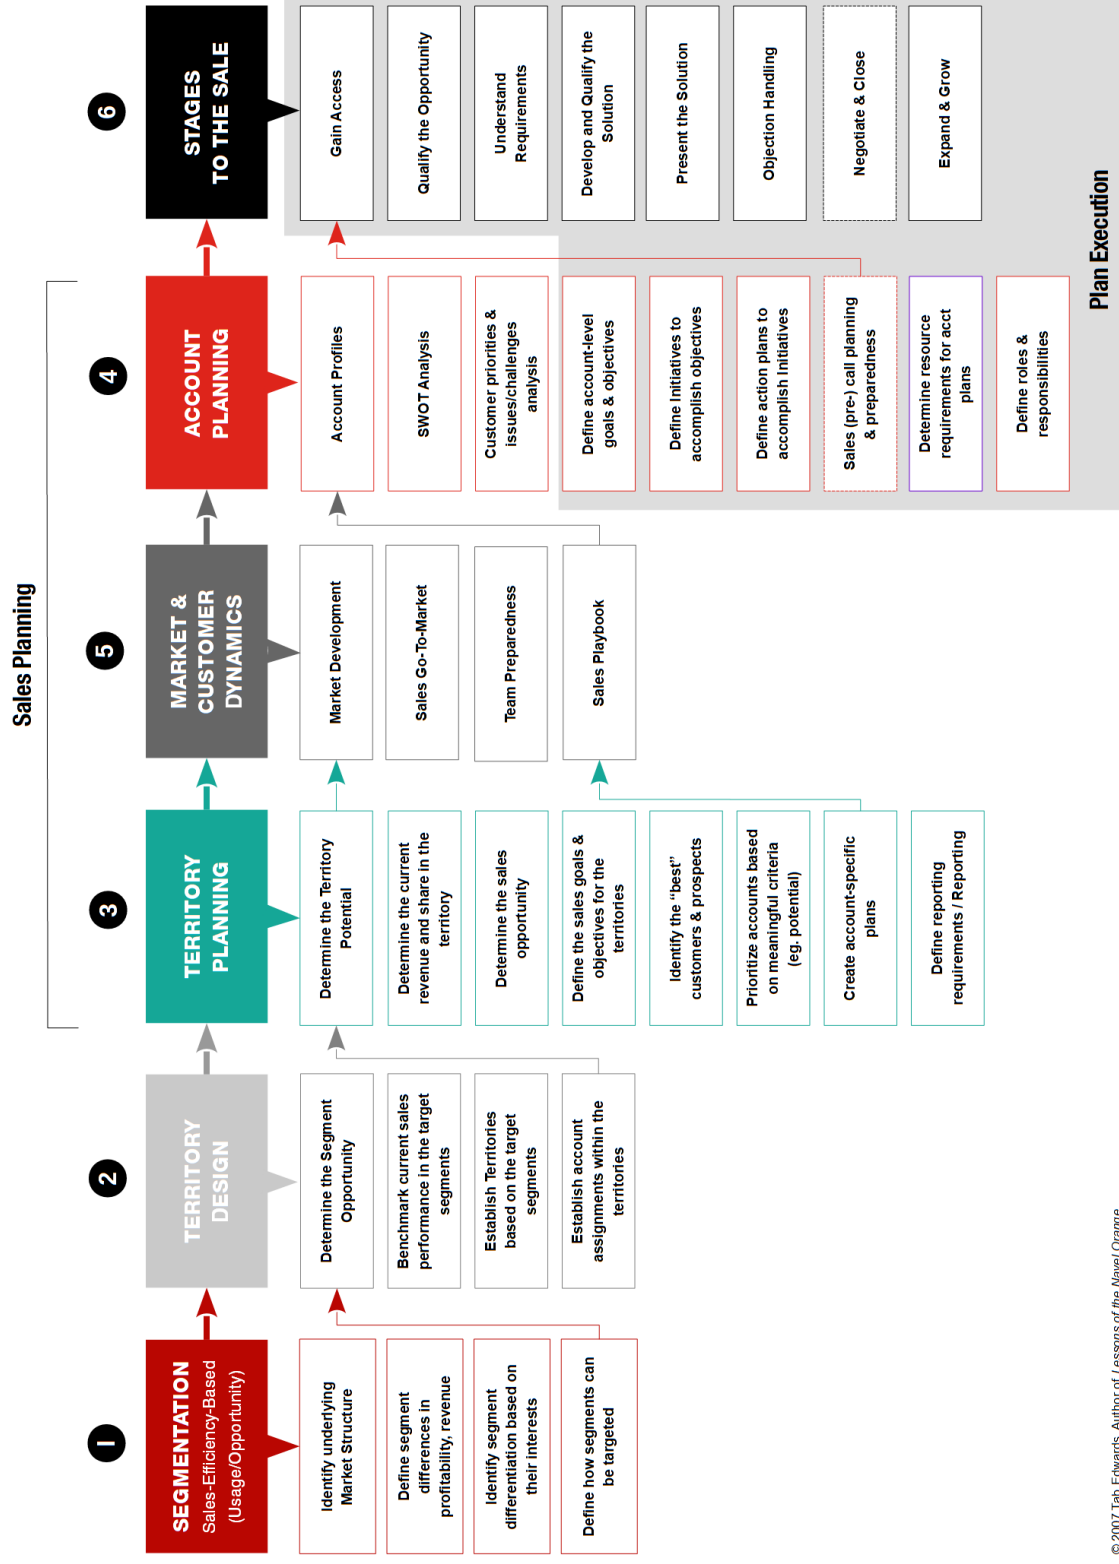 Sales Planning
1
2
3
5
4
6
SEGMENTATION
Sales-Efficiency-Based
(Usage/Opportunity)
TERRITORY
DESIGN
TERRITORY
PLANNING
MARKET &
CUSTOMER
DYNAMICS
ACCOUNT
PLANNING
STAGES
TO THE SALE
Identify underlying
Market Structure
Define segment
differences in
profitability, revenue
Identify segment
differentiation based on
their interests
Define how segments can
be targeted
Determine the Segment
Opportunity
Benchmark current sales
performance in the target
segments
Establish Territories
based on the target
segments
Establish account
assignments within the
territories
Determine the Territory
Potential
Determine the current
revenue and share in the
territory
Determine the sales
opportunity
Define the sales goals &
objectives for the
territories
Identify the “best”
customers & prospects
Prioritize accounts based
on meaningful criteria
(eg. potential)
Create account-specific
plans
Define reporting
requirements / Reporting
Market Development
Sales Go-To-Market
Team Preparedness
Sales Playbook
Account Profiles
SWOT Analysis
Customer priorities &
issues/challenges
analysis
Define account-level
goals & objectives
Define Initiatives to
accomplish objectives
Define action plans to
accomplish Initiatives
Sales (pre-) call planning
& preparedness
Determine resource
requirements for acct
plans
Define roles &
responsibilities
Gain Access
Qualify the Opportunity
Understand
Requirements
Develop and Qualify the
Solution
Present the Solution
Objection Handling
Negotiate & Close
Expand & Grow
Plan Execution
©2007 Tab Edwards, Author of Lessons of the Navel Orange